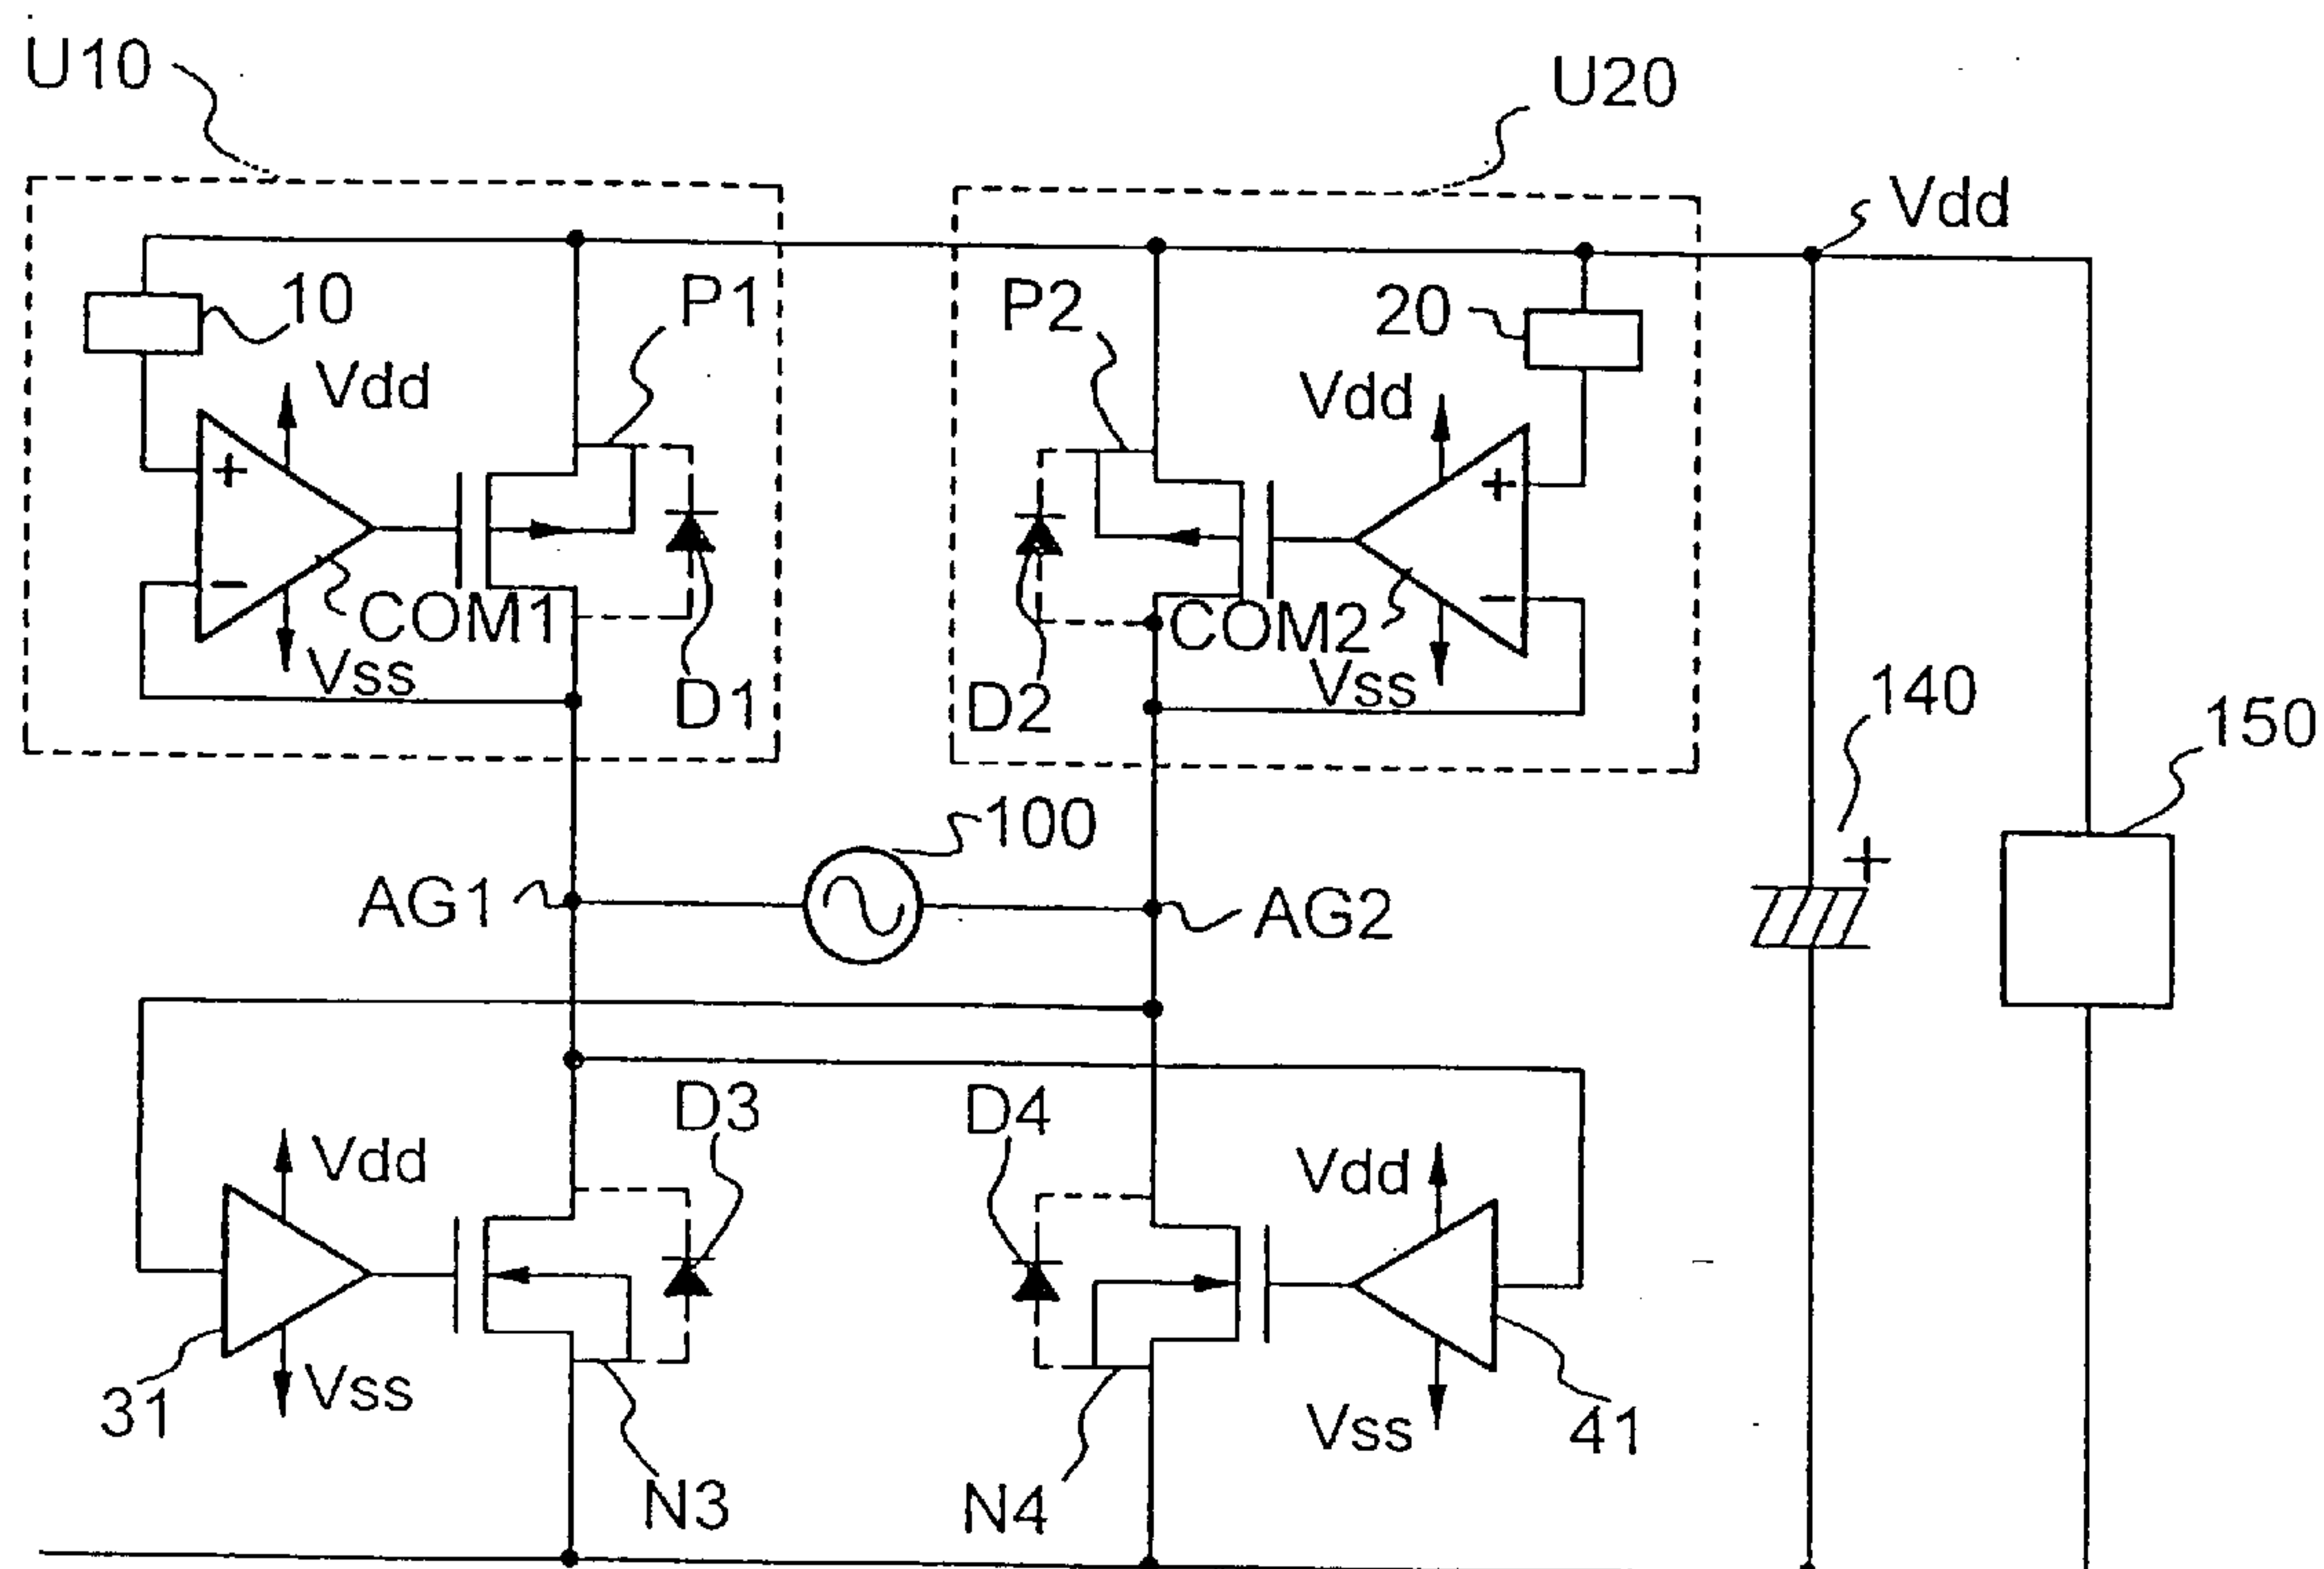 U10
U20
Vdd
10
P1
P2
20
Vdd
Vdd
+
+
−
−
COM1
COM2
Vss
Vss
D1
D2
140
150
+
100
AG1
AG2
D3
D4
Vdd
Vdd
31
Vss
Vss
41
N3
N4